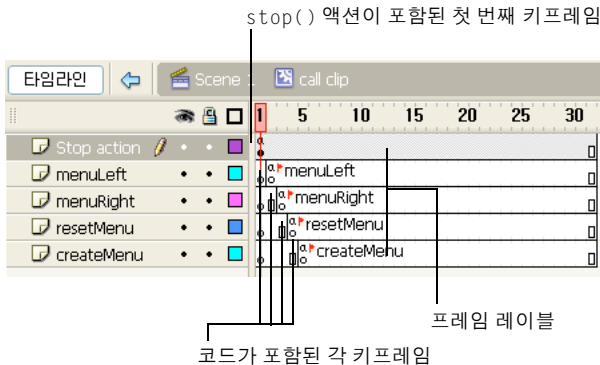 stop() 액션이 포함된 첫 번째 키프레임
타임라인 Scene 1 call clip
1 5 10 15 20 25 30
Stop action
menuLeft menuLeft
menuRight menuRight
resetMenu resetMenu
createMenu createMenu
프레임 레이블
코드가 포함된 각 키프레임